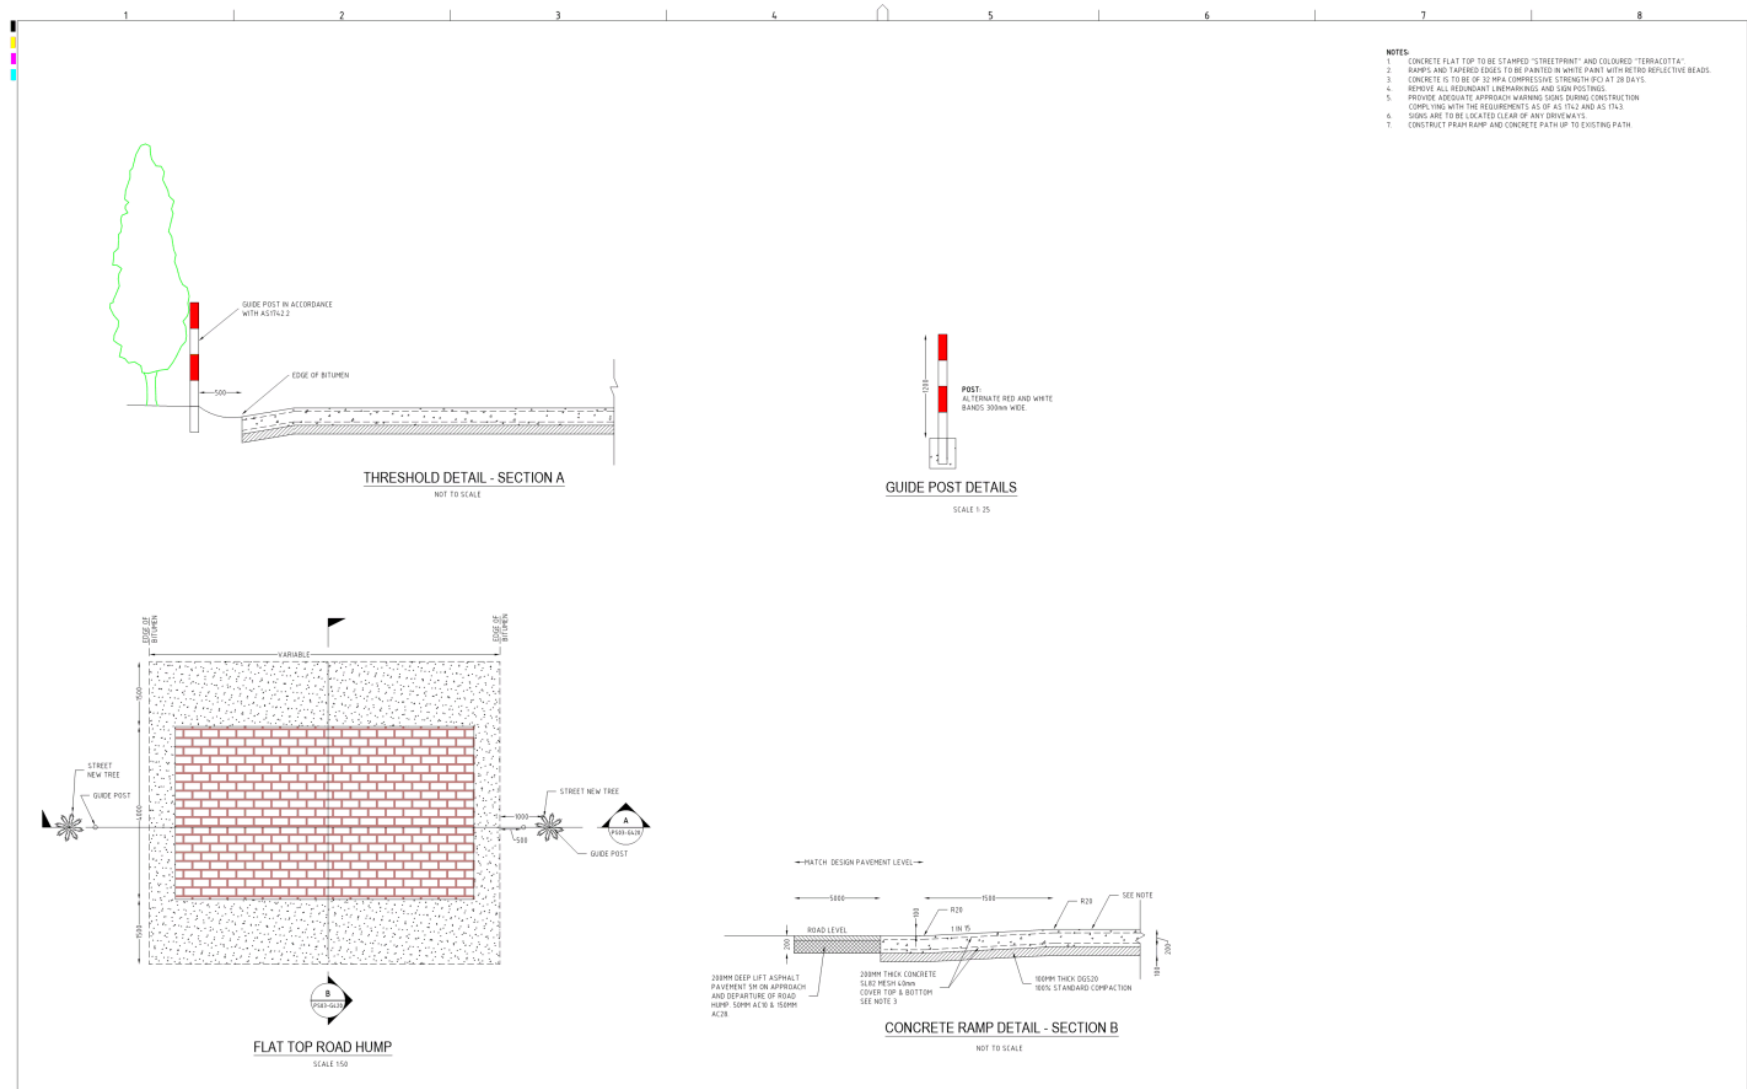 1 2 3 4 5 6 7 8
NOTES:
1. CONCRETE FLAT TOP TO BE STAMPED "STREETPRINT" AND COLOURED "TERRACOTTA".
2. RAMPS AND TAPERED EDGES TO BE PAINTED IN WHITE PAINT WITH RETRO REFLECTIVE BEADS.
3. CONCRETE IS TO BE OF 32 MPA COMPRESSIVE STRENGTH (FC) AT 28 DAYS.
4. REMOVE ALL REDUNDANT LINEMARKINGS AND SIGN POSTINGS.
5. PROVIDE ADEQUATE APPROACH WARNING SIGNS DURING CONSTRUCTION
COMPLYING WITH THE REQUIREMENTS AS OF AS 1742 AND AS 1743.
6. SIGNS ARE TO BE LOCATED CLEAR OF ANY DRIVEWAYS.
7. CONSTRUCT PRAM RAMP AND CONCRETE PATH UP TO EXISTING PATH.
GUIDE POST IN ACCORDANCE
WITH AS1742.2
EDGE OF BITUMEN
500
THRESHOLD DETAIL - SECTION A
NOT TO SCALE
1200
POST:
ALTERNATE RED AND WHITE
BANDS 300mm WIDE.
GUIDE POST DETAILS
SCALE 1: 25
EDGE OF
BITUMEN
EDGE OF
BITUMEN
VARIABLE
1500
4000
1500
STREET
NEW TREE
GUIDE POST
STREET NEW TREE
1000
500
GUIDE POST
A
B
FLAT TOP ROAD HUMP
SCALE 1:50
MATCH DESIGN PAVEMENT LEVEL
5000
1500
100
R20
R20
SEE NOTE
ROAD LEVEL
1 IN 15
200
200
100
200MM DEEP LIFT ASPHALT
PAVEMENT 5M ON APPROACH
AND DEPARTURE OF ROAD
HUMP. 50MM AC10 & 150MM
AC28.
200MM THICK CONCRETE
SL82 MESH 40mm
COVER TOP & BOTTOM
SEE NOTE 3
100MM THICK DGS20
100% STANDARD COMPACTION
CONCRETE RAMP DETAIL - SECTION B
NOT TO SCALE